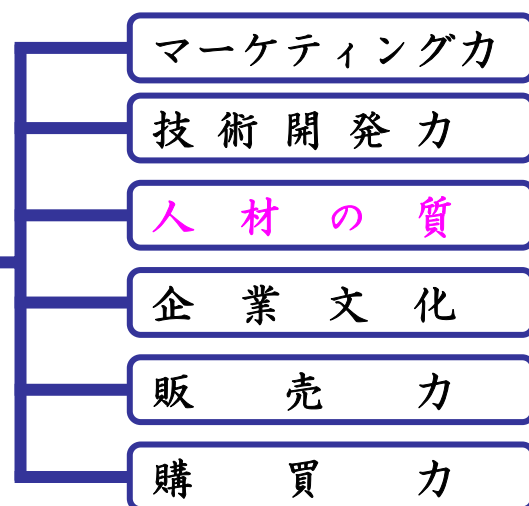 マーケティング力
技術開発力
人材の質
企業文化
販売力
購買力